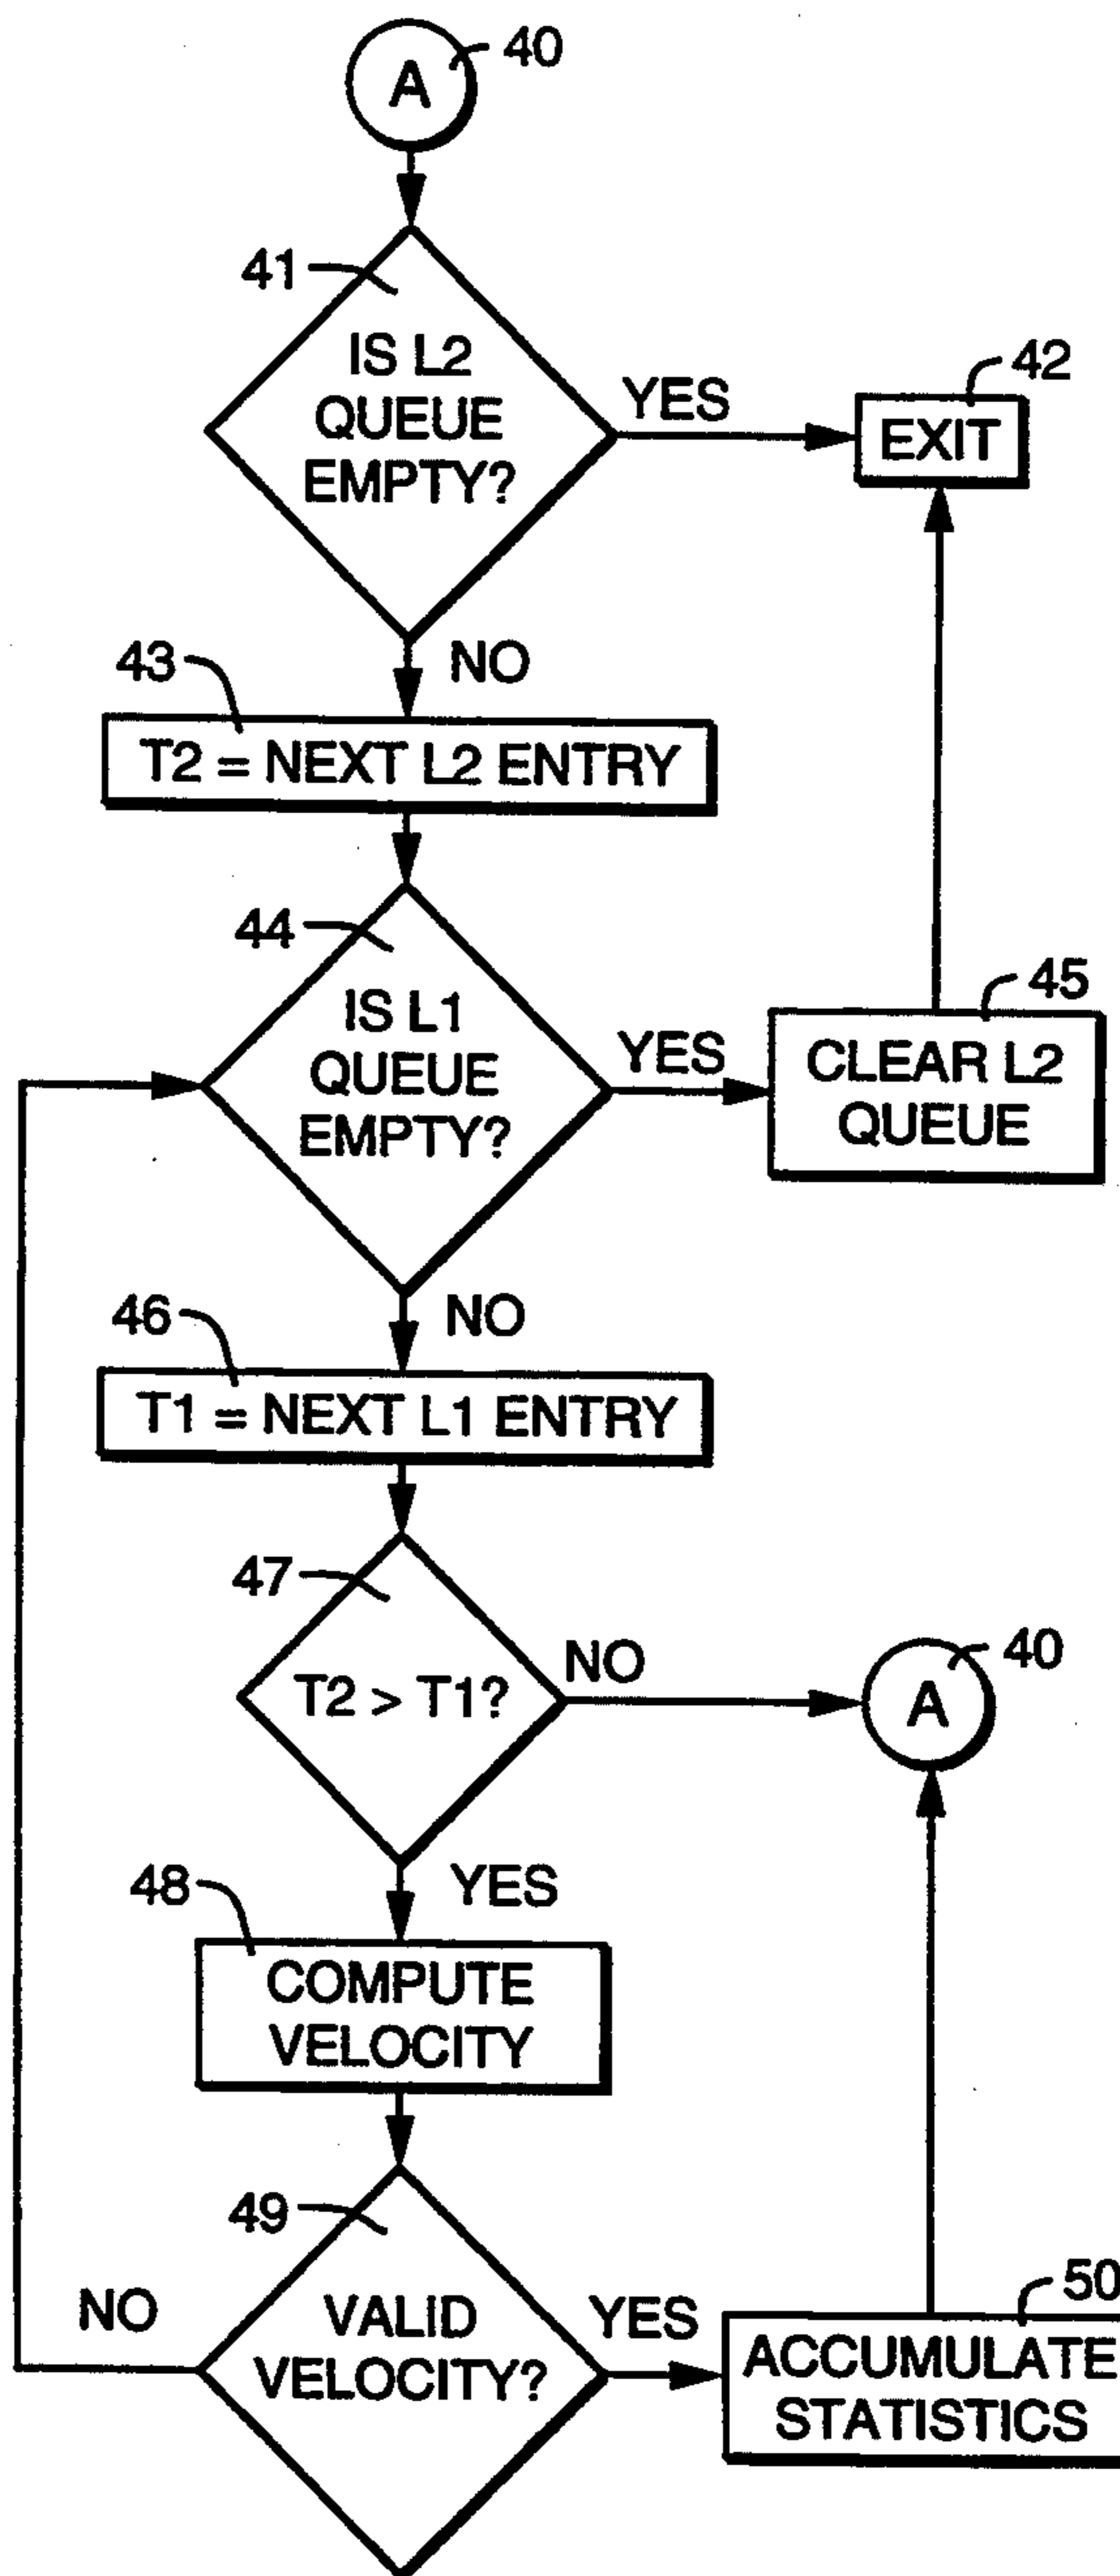 A
40
41
IS L2
QUEUE
EMPTY?
YES
42
EXIT
NO
43
T2 = NEXT L2 ENTRY
44
IS L1
QUEUE
EMPTY?
YES
45
CLEAR L2
QUEUE
NO
46
T1 = NEXT L1 ENTRY
47
T2 > T1?
NO
40
A
YES
48
COMPUTE
VELOCITY
49
VALID
VELOCITY?
NO
YES
50
ACCUMULATE
STATISTICS